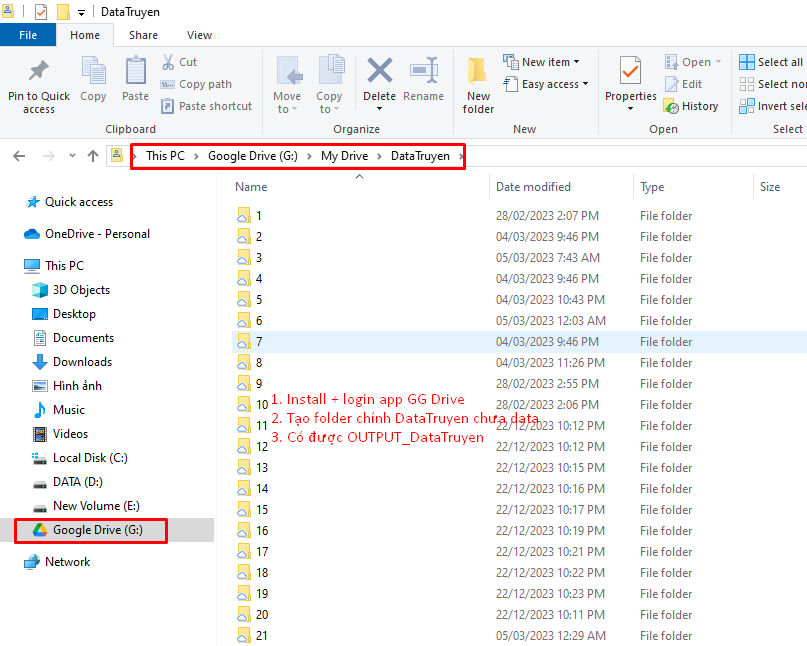 DataTruyen
File Home Share View
Pin to Quick access
Copy
Paste
Cut
Copy path
Paste shortcut
Clipboard
Move to
Copy to
Delete
Rename
Organize
New folder
New item
Easy access
New
Properties
Open
Edit
History
Open
Select all
Select no
Invert sele
Select
This PC > Google Drive (G:) > My Drive > DataTruyen >
Quick access
OneDrive - Personal
This PC
3D Objects
Desktop
Documents
Downloads
Hình ảnh
Music
Videos
Local Disk (C:)
DATA (D:)
New Volume (E:)
Google Drive (G:)
Network
Name Date modified Type Size
1 28/02/2023 2:07 PM File folder
2 04/03/2023 9:46 PM File folder
3 05/03/2023 7:43 AM File folder
4 04/03/2023 9:46 PM File folder
5 04/03/2023 10:43 PM File folder
6 05/03/2023 12:03 AM File folder
7 04/03/2023 9:46 PM File folder
8 04/03/2023 11:26 PM File folder
9 28/02/2023 2:55 PM File folder
10 28/02/2023 2:06 PM File folder
11 22/12/2023 10:12 PM File folder
12 22/12/2023 10:12 PM File folder
13 22/12/2023 10:15 PM File folder
14 22/12/2023 10:16 PM File folder
15 22/12/2023 10:17 PM File folder
16 22/12/2023 10:19 PM File folder
17 22/12/2023 10:21 PM File folder
18 22/12/2023 10:22 PM File folder
19 22/12/2023 10:23 PM File folder
20 22/12/2023 10:11 PM File folder
21 05/03/2023 12:29 AM File folder
1. Install + login app GG Drive
2. Tạo folder chính DataTruyen chưa data
3. Có được OUTPUT_DataTruyen